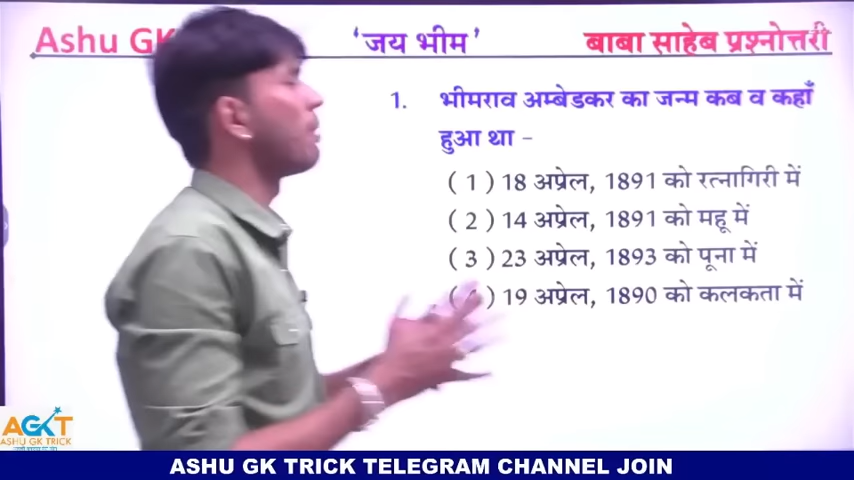 Ashu GK
‘जय भीम’
बाबा साहेब प्रश्नोत्तरी
1. भीमराव अम्बेडकर का जन्म कब व कहाँ
हुआ था -
( 1 ) 18 अप्रेल, 1891 को रत्नागिरी में
( 2 ) 14 अप्रेल, 1891 को महू में
( 3 ) 23 अप्रेल, 1893 को पूना में
19 अप्रेल, 1890 को कलकता में
AGKT
ASHU GK TRICK
ASHU GK TRICK TELEGRAM CHANNEL JOIN